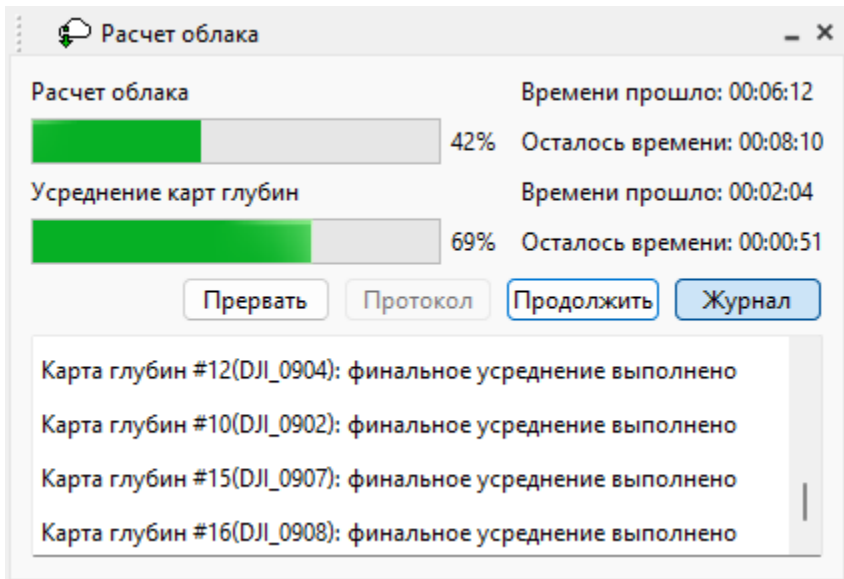 Расчет облака
Расчет облака Времени прошло: 00:06:12
42% Осталось времени: 00:08:10
Усреднение карт глубин Времени прошло: 00:02:04
69% Осталось времени: 00:00:51
Прервать Протокол Продолжить Журнал
Карта глубин #12(DJI_0904): финальное усреднение выполнено
Карта глубин #10(DJI_0902): финальное усреднение выполнено
Карта глубин #15(DJI_0907): финальное усреднение выполнено
Карта глубин #16(DJI_0908): финальное усреднение выполнено